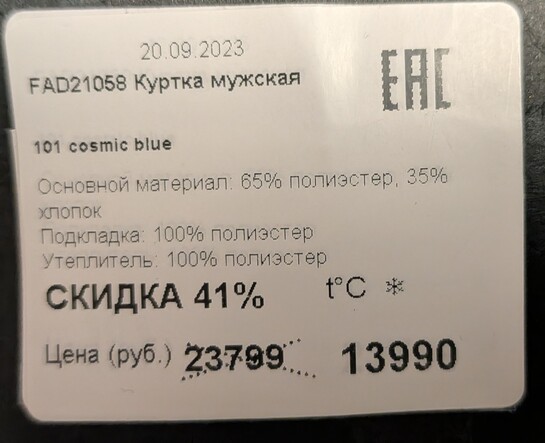 20.09.2023
FAD21058 Куртка мужская
EAC
101 cosmic blue
Основной материал: 65% полиэстер, 35%
хлопок
Подкладка: 100% полиэстер
Утеплитель: 100% полиэстер
СКИДКА 41% t°C
Цена (руб.) 23799 13990